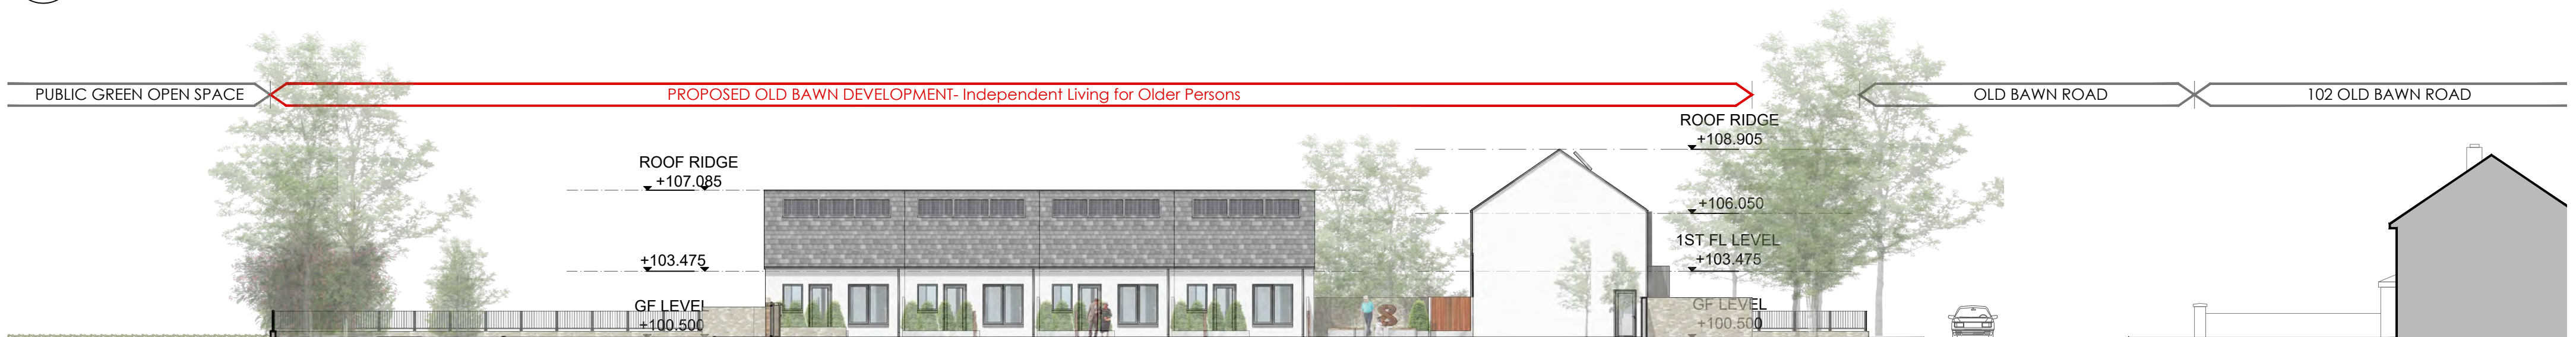 PUBLIC GREEN OPEN SPACE
PROPOSED OLD BAWN DEVELOPMENT- Independent Living for Older Persons
OLD BAWN ROAD
102 OLD BAWN ROAD
ROOF RIDGE
+108.905
ROOF RIDGE
+107.085
+106.050
1ST FL LEVEL
+103.475
+103.475
GF LEVEL
+100.500
GF LEVEL
+100.500
8